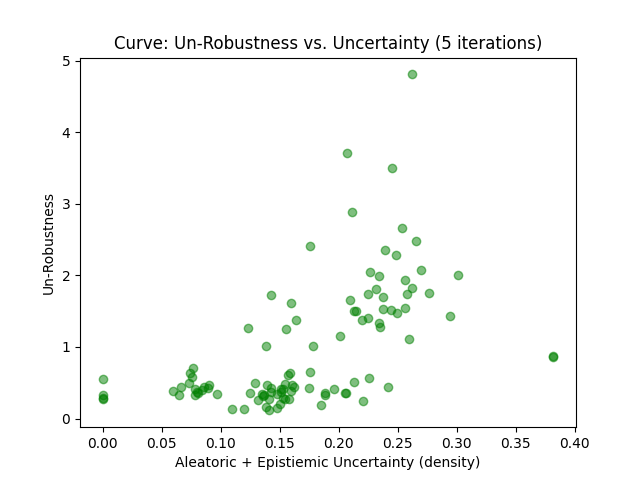 Curve: Un-Robustness vs. Uncertainty (5 iterations)
5
4
3
2
1
0
Un-Robustness
0.00 0.05 0.10 0.15 0.20 0.25 0.30 0.35 0.40
Aleatoric + Epistiemic Uncertainty (density)